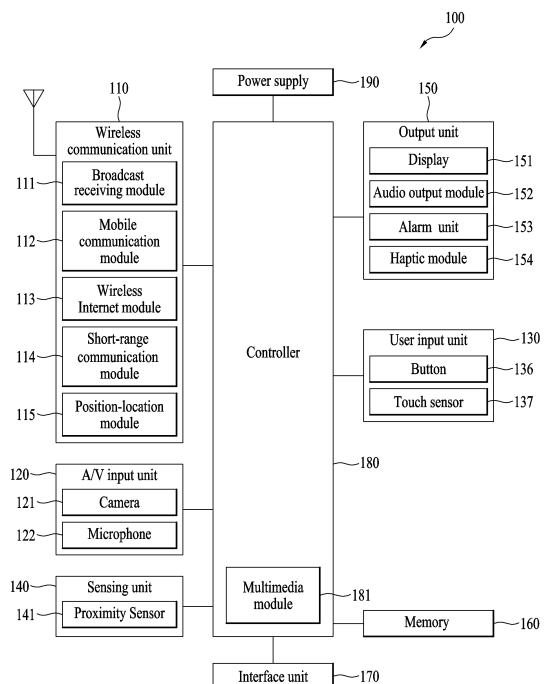 100
Power supply
190
110
Wireless
communication unit
111
Broadcast
receiving module
112
Mobile
communication
module
113
Wireless
Internet module
114
Short-range
communication
module
115
Position-location
module
120
A/V input unit
121
Camera
122
Microphone
140
Sensing unit
141
Proximity Sensor
Controller
180
Multimedia
module
181
150
Output unit
Display
151
Audio output module
152
Alarm unit
153
Haptic module
154
User input unit
130
Button
136
Touch sensor
137
Memory
160
Interface unit
170